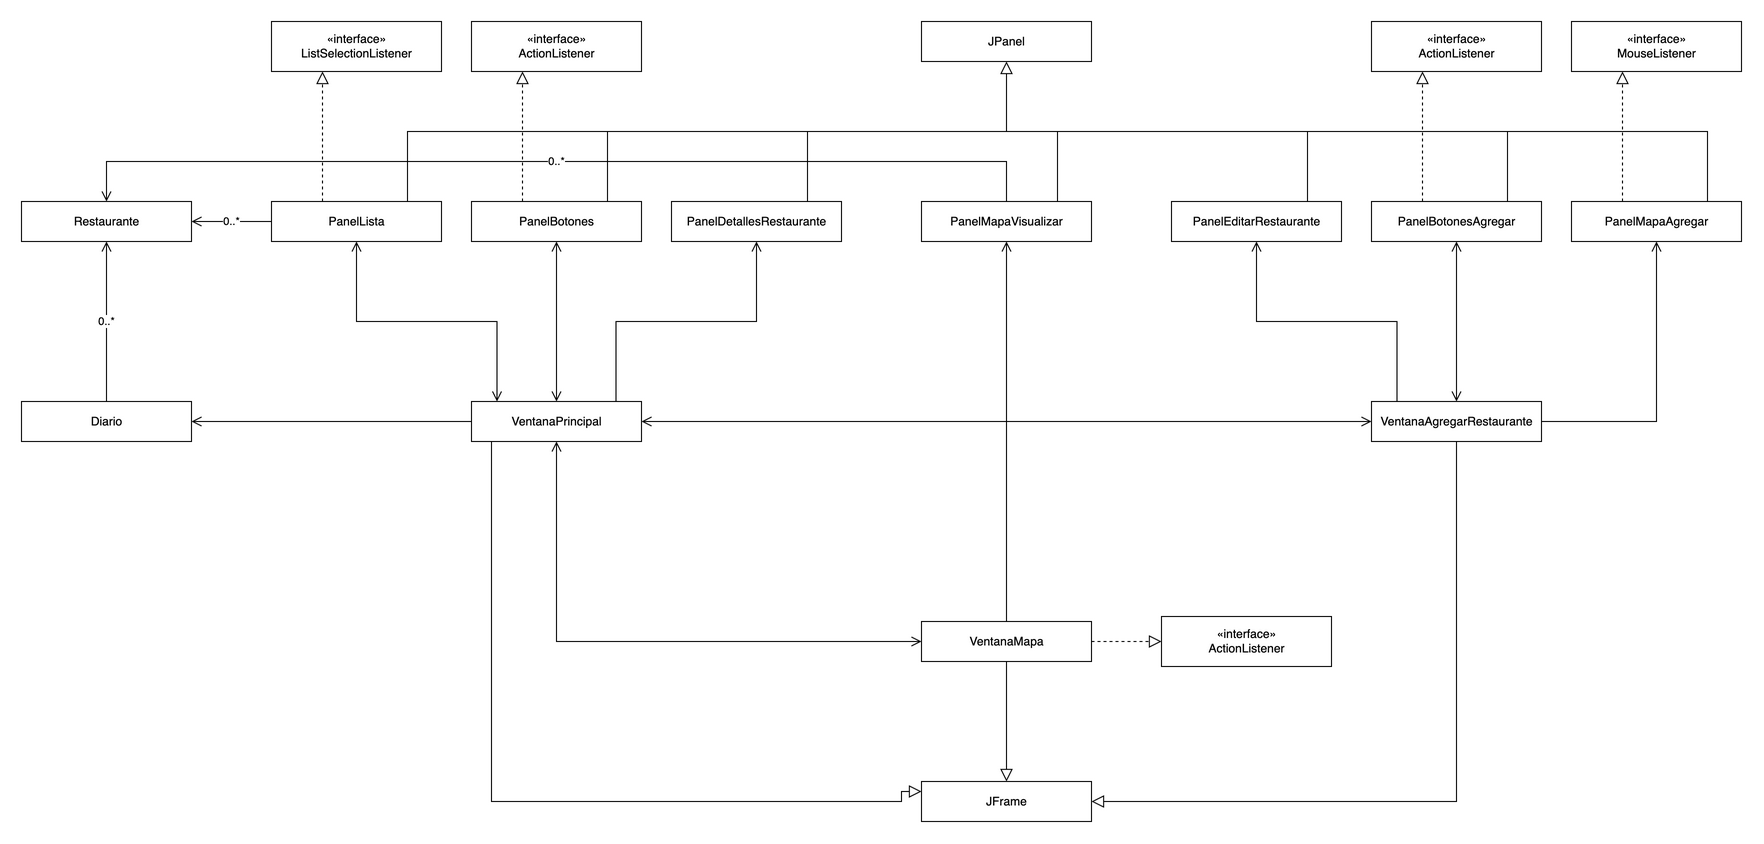 «interface»
ListSelectionListener
«interface»
ActionListener
JPanel
«interface»
ActionListener
«interface»
MouseListener
0..*
Restaurante
0..*
PanelLista
PanelBotones
PanelDetallesRestaurante
PanelMapaVisualizar
PanelEditarRestaurante
PanelBotonesAgregar
PanelMapaAgregar
0..*
Diario
VentanaPrincipal
VentanaAgregarRestaurante
VentanaMapa
«interface»
ActionListener
JFrame